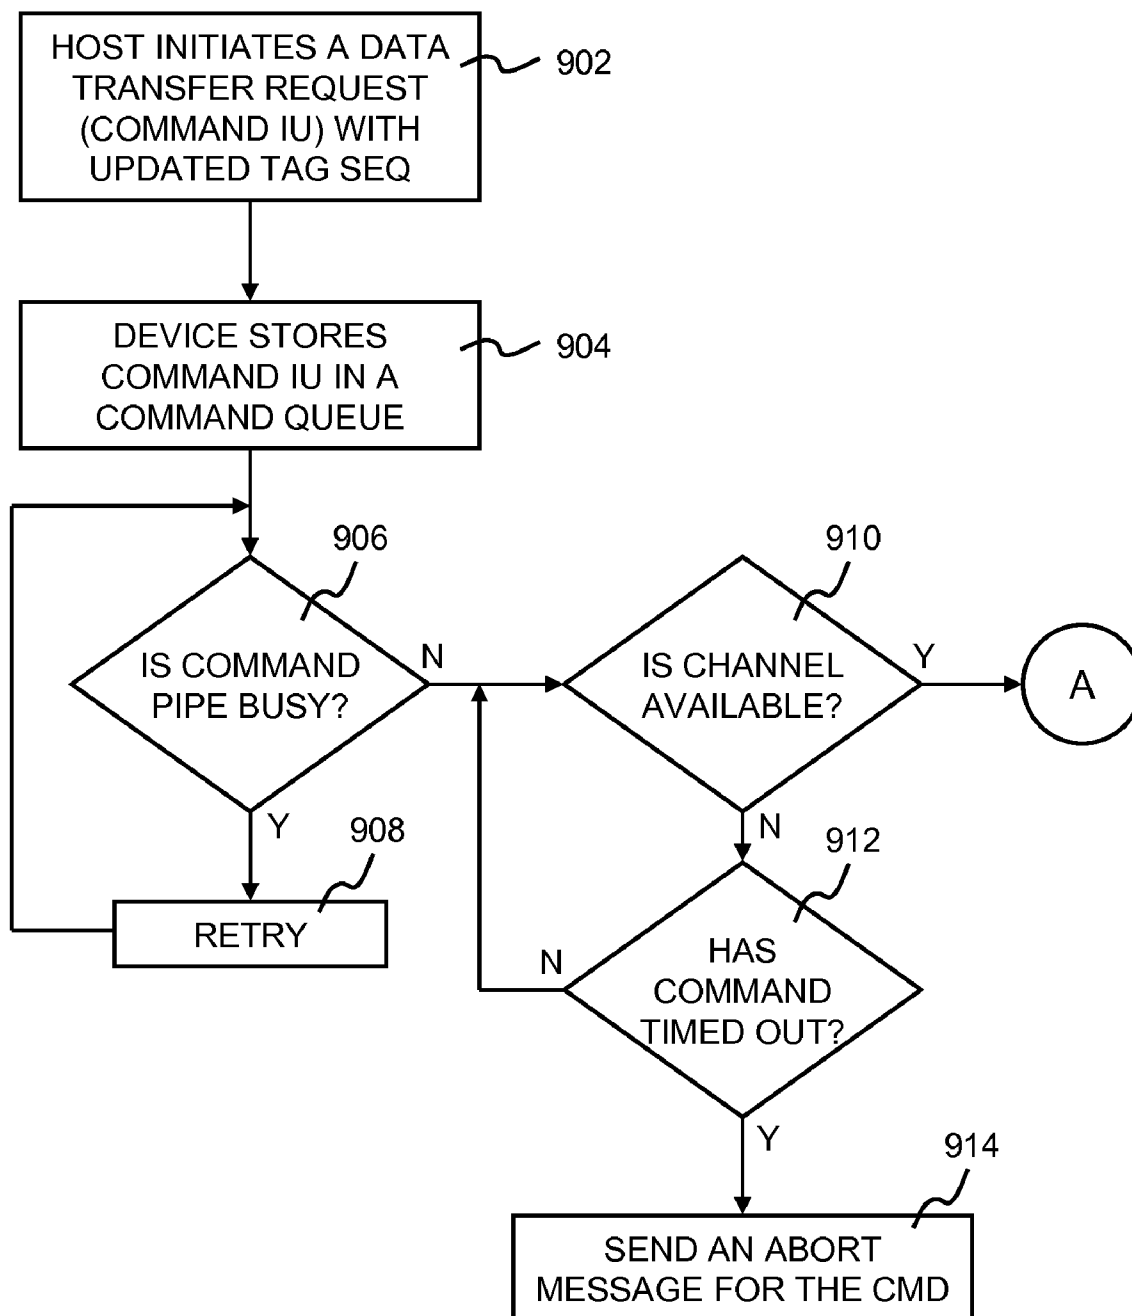 HOST INITIATES A DATA
TRANSFER REQUEST
(COMMAND IU) WITH
UPDATED TAG SEQ
902
DEVICE STORES
COMMAND IU IN A
COMMAND QUEUE
904
906
IS COMMAND
PIPE BUSY?
N
Y
908
RETRY
910
IS CHANNEL
AVAILABLE?
Y
A
N
912
HAS
COMMAND
TIMED OUT?
N
Y
914
SEND AN ABORT
MESSAGE FOR THE CMD